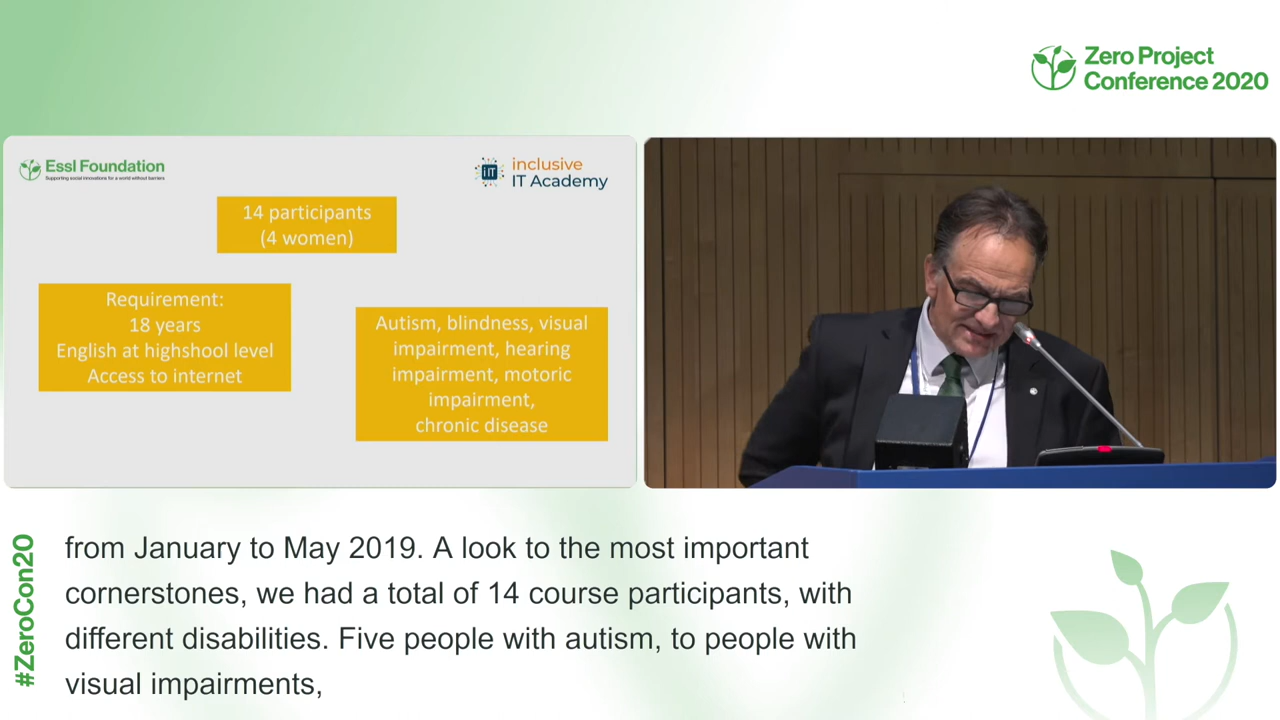 Zero Project
Conference 2020
Essl Foundation
Supporting social innovations for a world without barriers
iIT
inclusive
IT Academy
14 participants
(4 women)
Requirement:
18 years
English at highshool level
Access to internet
Autism, blindness, visual
impairment, hearing
impairment, motoric
impairment,
chronic disease
#ZeroCon20
from January to May 2019. A look to the most important
cornerstones, we had a total of 14 course participants, with
different disabilities. Five people with autism, to people with
visual impairments,